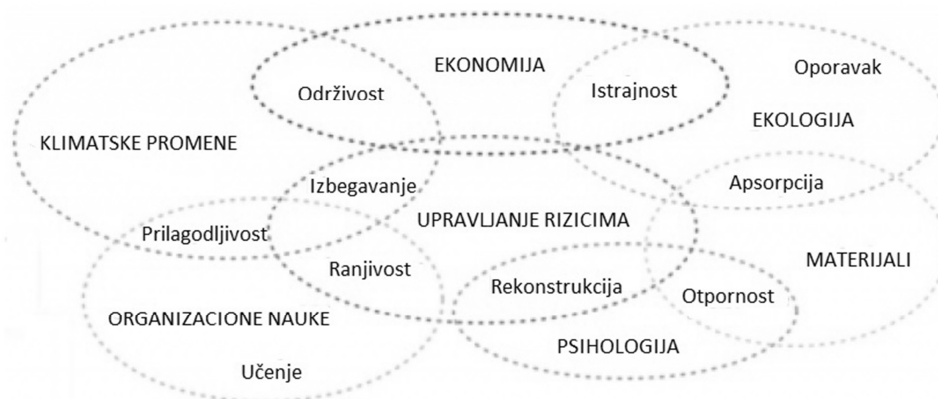 EKONOMIJA
Oporavak
Održivost
Istrajnost
EKOLOGIJA
KLIMATSKE PROMENE
Izbegavanje
Apsorpcija
UPRAVLJANJE RIZICIMA
Prilagodljivost
MATERIJALI
Ranjivost
Rekonstrukcija
Otpornost
ORGANIZACIONE NAUKE
PSIHOLOGIJA
Učenje